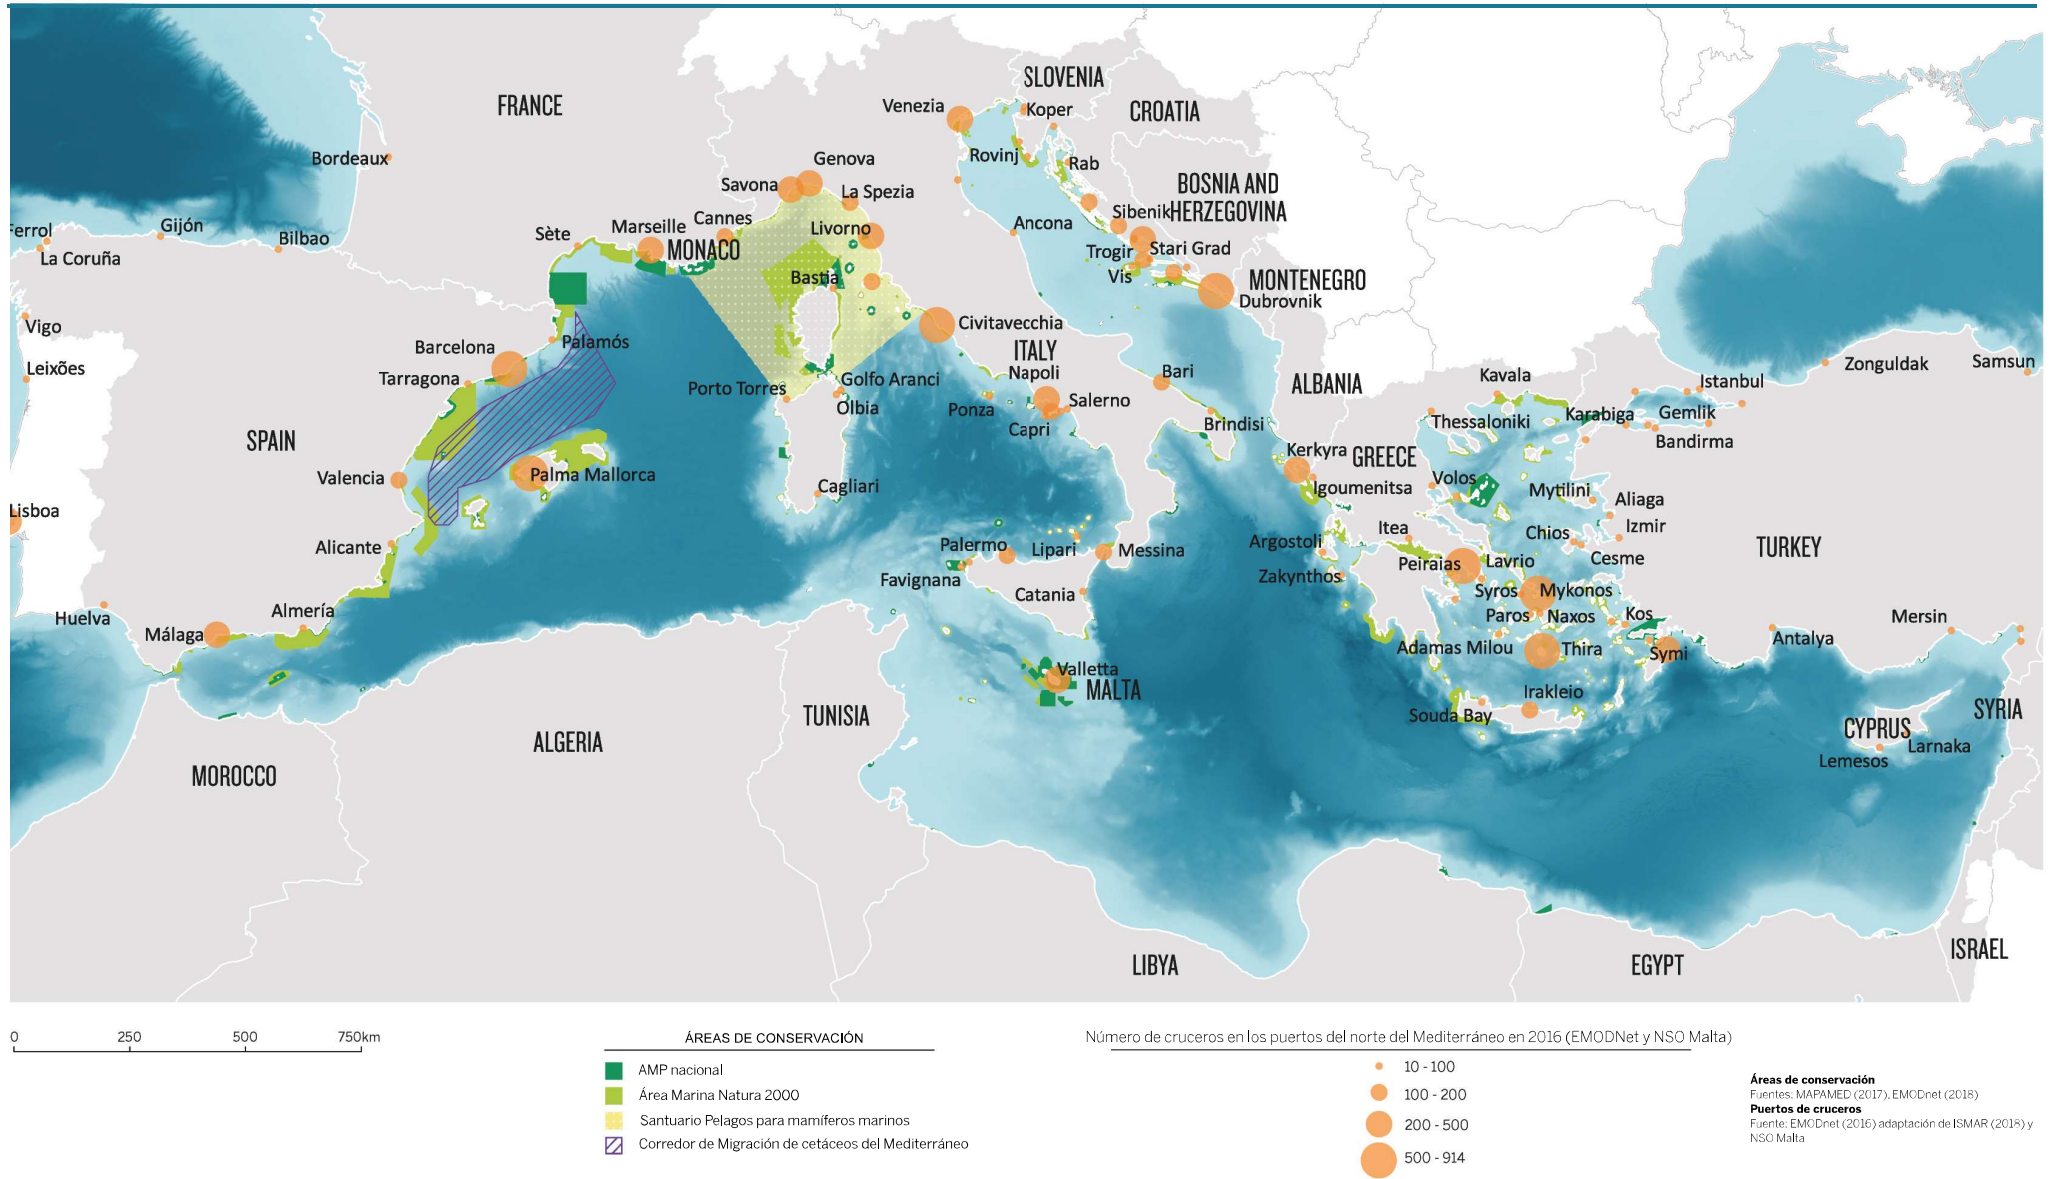 SLOVENIA
FRANCE
Venezia
Koper
CROATIA
Bordeaux
Genova
Rovinj
Rab
Savona
La Spezia
BOSNIA AND
HERZEGOVINA
Ferrol
Gijón
Bilbao
Sète
Marseille
Cannes
Livorno
Ancona
Sibenik
La Coruña
MONACO
Trogir
Stari Grad
Bastia
Vis
MONTENEGRO
Dubrovnik
Vigo
Barcelona
Palamós
Civitavecchia
ITALY
Leixões
Tarragona
Porto Torres
Golfo Aranci
Olbia
Napoli
Bari
ALBANIA
Kavala
Istanbul
Zonguldak
Samsun
Ponza
Salerno
Capri
Brindisi
Thessaloniki
Karabiga
Gemlik
Bandirma
SPAIN
Valencia
Palma Mallorca
Cagliari
Kerkyra
GREECE
Igoumenitsa
Volos
Mytilini
Aliaga
Lisboa
Izmir
Alicante
Palermo
Lipari
Messina
Argostoli
Itea
Chios
Cesme
TURKEY
Favignana
Zakynthos
Peiraias
Lavrio
Catania
Syros
Mykonos
Huelva
Almería
Málaga
Paros
Naxos
Kos
Mersin
Adamas Milou
Thira
Symi
Antalya
Valletta
MALTA
Irakleio
Souda Bay
TUNISIA
ALGERIA
MOROCCO
CYPRUS
SYRIA
Larnaka
Lemesos
LIBYA
EGYPT
ISRAEL
0 250 500 750km
ÁREAS DE CONSERVACIÓN
AMP nacional
Área Marina Natura 2000
Santuario Pelagos para mamíferos marinos
Corredor de Migración de cetáceos del Mediterráneo
Número de cruceros en los puertos del norte del Mediterráneo en 2016 (EMODNet y NSO Malta)
10 - 100
100 - 200
200 - 500
500 - 914
Áreas de conservación
Fuentes: MAPAMED (2017), EMODnet (2018)
Puertos de cruceros
Fuente: EMODnet (2016) adaptación de ISMAR (2018) y
NSO Malta